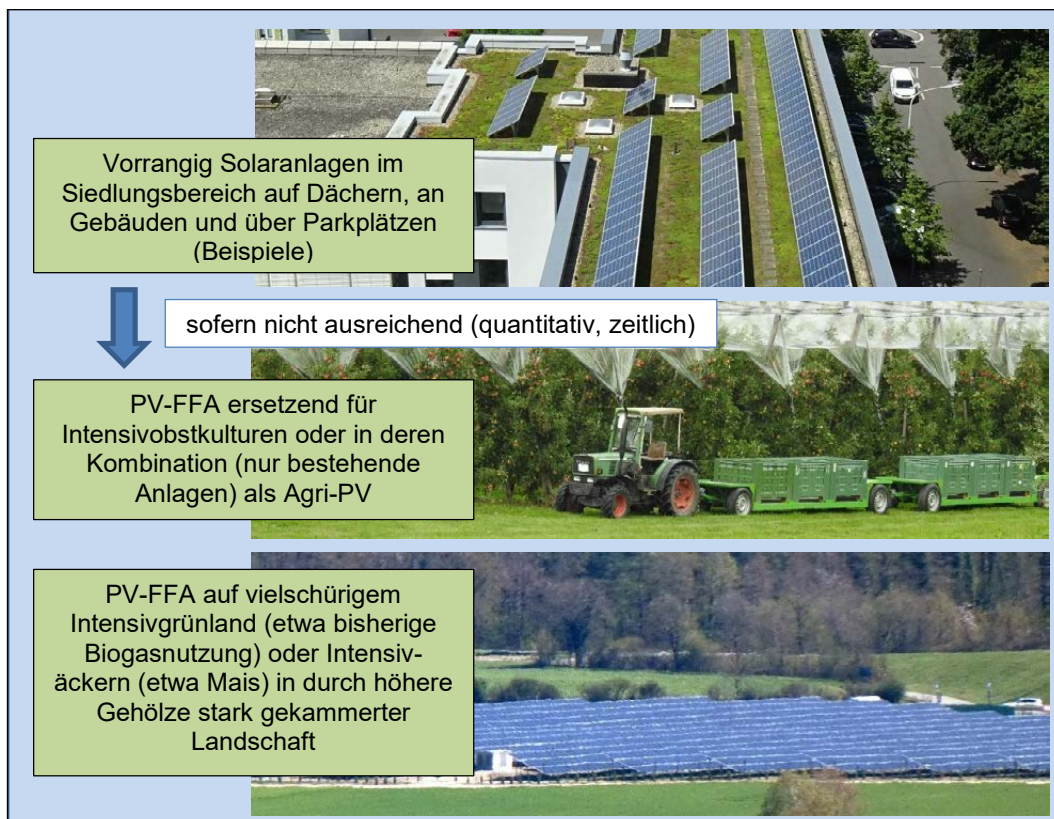 Vorrangig Solaranlagen im
Siedlungsbereich auf Dächern, an
Gebäuden und über Parkplätzen
(Beispiele)
sofern nicht ausreichend (quantitativ, zeitlich)
PV-FFA ersetzend für
Intensivobstkulturen oder in deren
Kombination (nur bestehende
Anlagen) als Agri-PV
PV-FFA auf vielschürigem
Intensivgrünland (etwa bisherige
Biogasnutzung) oder Intensiv-
äckern (etwa Mais) in durch höhere
Gehölze stark gekammerter
Landschaft